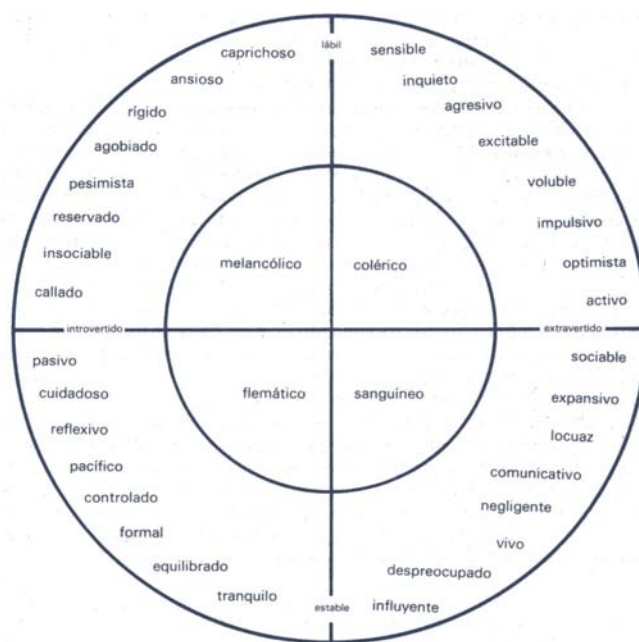 lábil
caprichoso
sensible
ansioso
inquieto
rígido
agresivo
agobiado
excitable
pesimista
voluble
reservado
impulsivo
insociable
melancólico
colérico
optimista
callado
activo
introvertido
extravertido
pasivo
sociable
cuidadoso
flemático
sanguíneo
expansivo
reflexivo
locuaz
pacífico
comunicativo
controlado
negligente
formal
vivo
equilibrado
despreocupado
tranquilo
estable
influyente